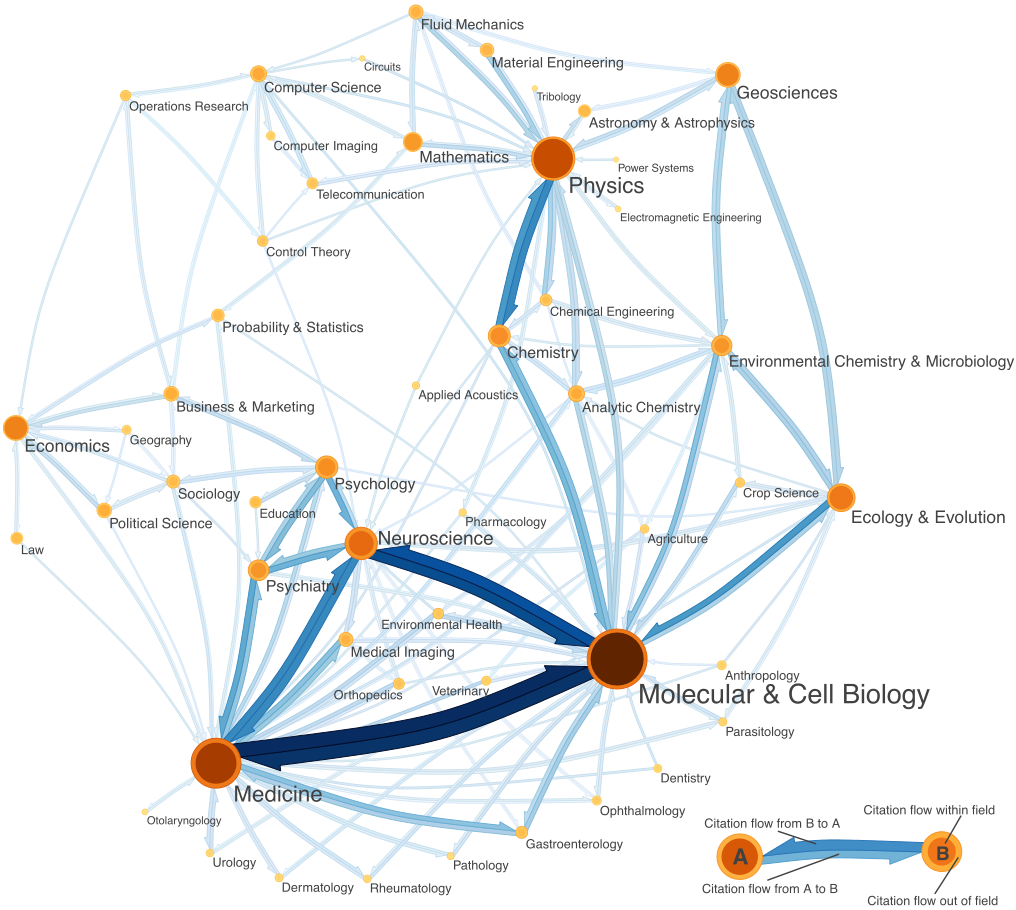 Fluid Mechanics
Circuits
Material Engineering
Computer Science
Geosciences
Tribology
Operations Research
Astronomy & Astrophysics
Computer Imaging
Mathematics
Power Systems
Physics
Telecommunication
Electromagnetic Engineering
Control Theory
Chemical Engineering
Probability & Statistics
Chemistry
Environmental Chemistry & Microbiology
Applied Acoustics
Business & Marketing
Analytic Chemistry
Geography
Economics
Psychology
Sociology
Crop Science
Education
Political Science
Pharmacology
Ecology & Evolution
Neuroscience
Agriculture
Law
Psychiatry
Environmental Health
Medical Imaging
Anthropology
Orthopedics
Veterinary
Molecular & Cell Biology
Parasitology
Dentistry
Medicine
Ophthalmology
Otolaryngology
Gastroenterology
Urology
Pathology
Dermatology
Rheumatology
Citation flow within field
Citation flow from B to A
A
B
Citation flow from A to B
Citation flow out of field